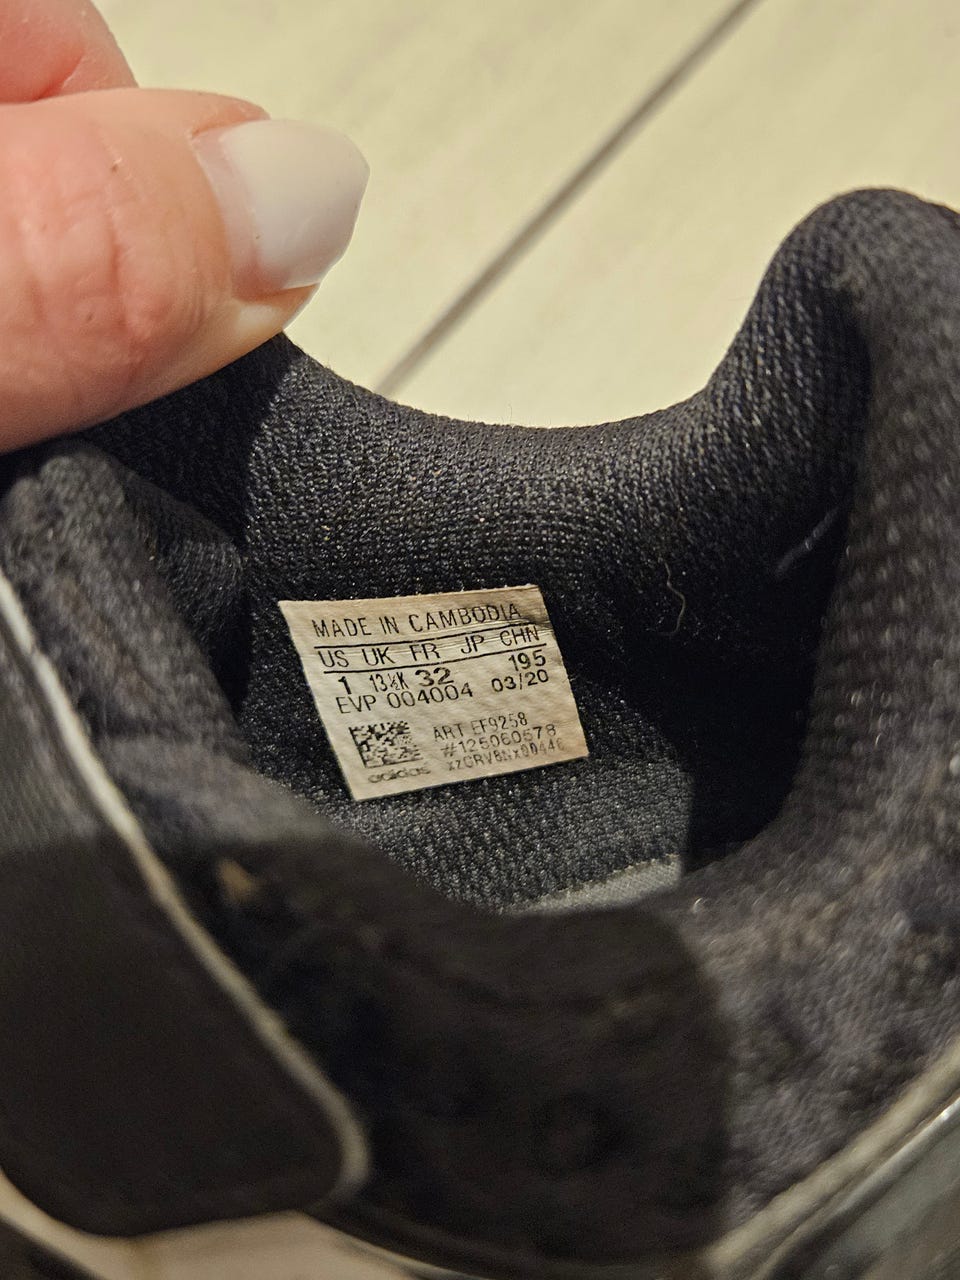 MADE IN CAMBODIA
US UK FR JP CHN
1 13½K 32 195
EVP 004004 03/20
ART EF9258
#125060578
adidas